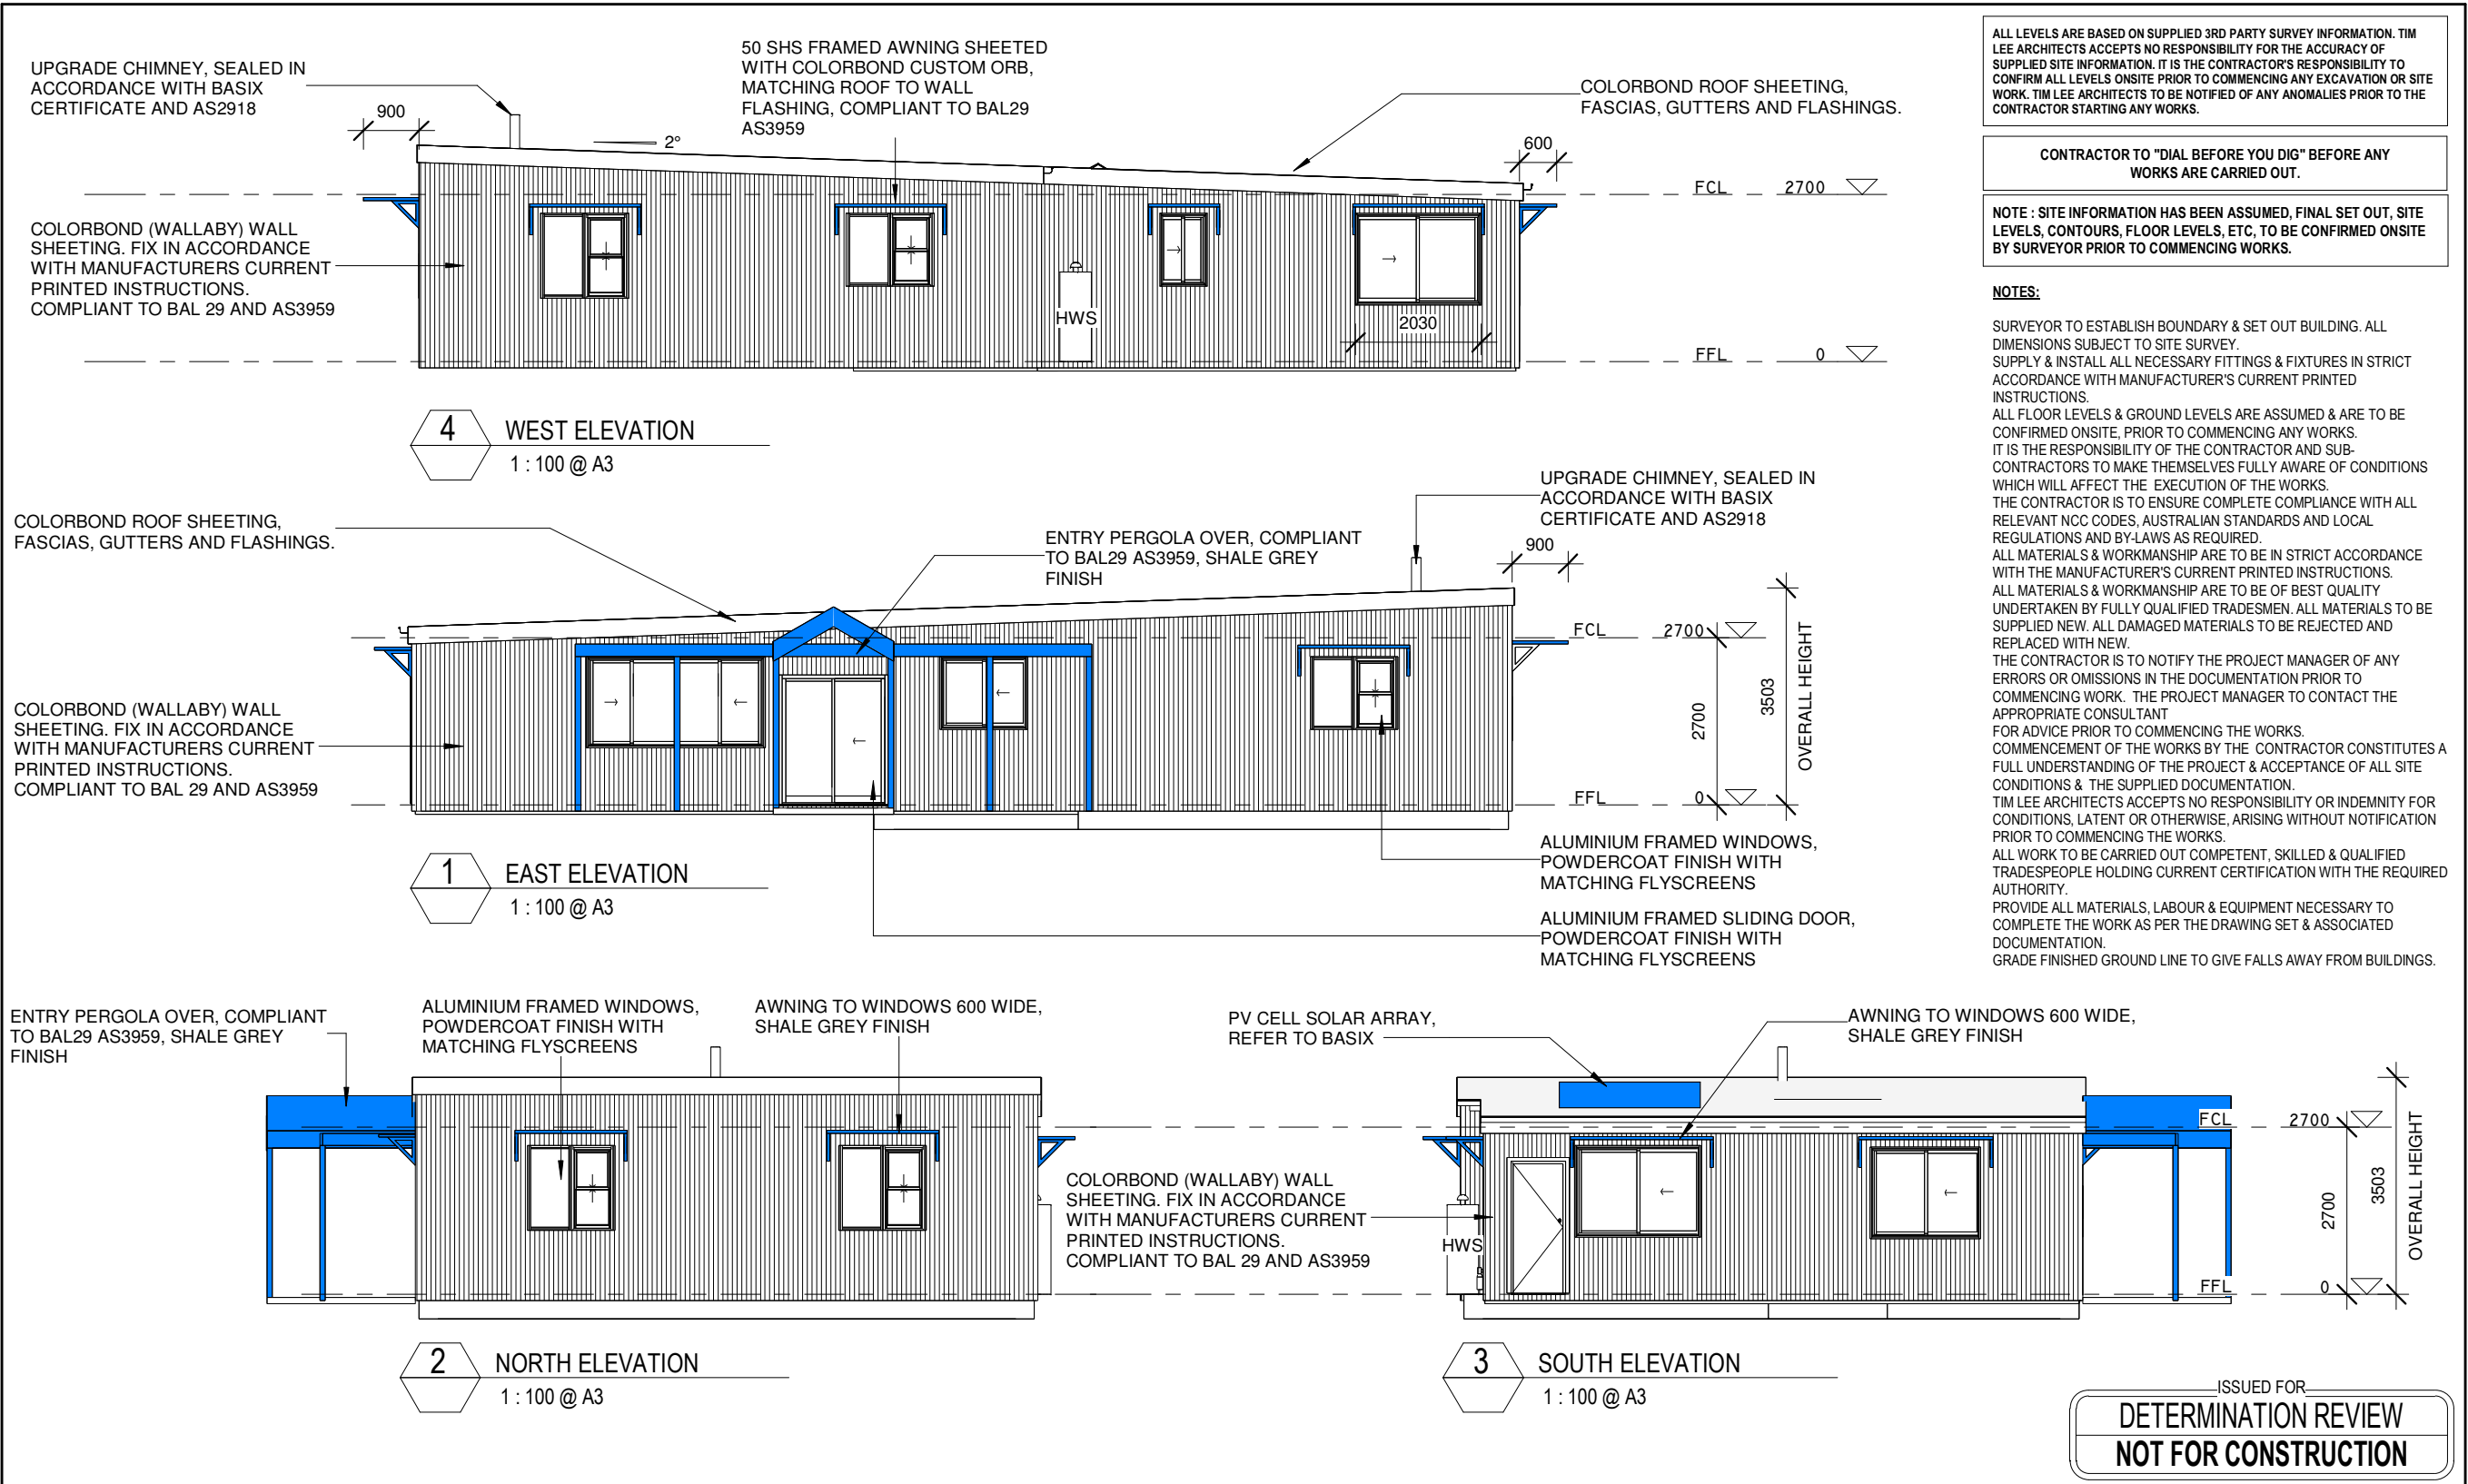 UPGRADE CHIMNEY, SEALED IN
ACCORDANCE WITH BASIX
CERTIFICATE AND AS2918
900
2°
50 SHS FRAMED AWNING SHEETED
WITH COLORBOND CUSTOM ORB,
MATCHING ROOF TO WALL
FLASHING, COMPLIANT TO BAL29
AS3959
COLORBOND ROOF SHEETING,
FASCIAS, GUTTERS AND FLASHINGS.
600
FCL 2700
COLORBOND (WALLABY) WALL
SHEETING. FIX IN ACCORDANCE
WITH MANUFACTURERS CURRENT
PRINTED INSTRUCTIONS.
COMPLIANT TO BAL 29 AND AS3959
HWS
2030
FFL 0
4 WEST ELEVATION
1 : 100 @ A3
COLORBOND ROOF SHEETING,
FASCIAS, GUTTERS AND FLASHINGS.
ENTRY PERGOLA OVER, COMPLIANT
TO BAL29 AS3959, SHALE GREY
FINISH
UPGRADE CHIMNEY, SEALED IN
ACCORDANCE WITH BASIX
CERTIFICATE AND AS2918
900
FCL 2700
COLORBOND (WALLABY) WALL
SHEETING. FIX IN ACCORDANCE
WITH MANUFACTURERS CURRENT
PRINTED INSTRUCTIONS.
COMPLIANT TO BAL 29 AND AS3959
2700
3503
OVERALL HEIGHT
FFL 0
1 EAST ELEVATION
1 : 100 @ A3
ALUMINIUM FRAMED WINDOWS,
POWDERCOAT FINISH WITH
MATCHING FLYSCREENS
ALUMINIUM FRAMED SLIDING DOOR,
POWDERCOAT FINISH WITH
MATCHING FLYSCREENS
ENTRY PERGOLA OVER, COMPLIANT
TO BAL29 AS3959, SHALE GREY
FINISH
ALUMINIUM FRAMED WINDOWS,
POWDERCOAT FINISH WITH
MATCHING FLYSCREENS
AWNING TO WINDOWS 600 WIDE,
SHALE GREY FINISH
2 NORTH ELEVATION
1 : 100 @ A3
PV CELL SOLAR ARRAY,
REFER TO BASIX
AWNING TO WINDOWS 600 WIDE,
SHALE GREY FINISH
COLORBOND (WALLABY) WALL
SHEETING. FIX IN ACCORDANCE
WITH MANUFACTURERS CURRENT
PRINTED INSTRUCTIONS.
COMPLIANT TO BAL 29 AND AS3959
HWS
FCL 2700
2700
3503
OVERALL HEIGHT
FFL 0
3 SOUTH ELEVATION
1 : 100 @ A3
ALL LEVELS ARE BASED ON SUPPLIED 3RD PARTY SURVEY INFORMATION. TIM
LEE ARCHITECTS ACCEPTS NO RESPONSIBILITY FOR THE ACCURACY OF
SUPPLIED SITE INFORMATION. IT IS THE CONTRACTOR'S RESPONSIBILITY TO
CONFIRM ALL LEVELS ONSITE PRIOR TO COMMENCING ANY EXCAVATION OR SITE
WORK. TIM LEE ARCHITECTS TO BE NOTIFIED OF ANY ANOMALIES PRIOR TO THE
CONTRACTOR STARTING ANY WORKS.
CONTRACTOR TO "DIAL BEFORE YOU DIG" BEFORE ANY
WORKS ARE CARRIED OUT.
NOTE : SITE INFORMATION HAS BEEN ASSUMED, FINAL SET OUT, SITE
LEVELS, CONTOURS, FLOOR LEVELS, ETC, TO BE CONFIRMED ONSITE
BY SURVEYOR PRIOR TO COMMENCING WORKS.
NOTES:
SURVEYOR TO ESTABLISH BOUNDARY & SET OUT BUILDING. ALL
DIMENSIONS SUBJECT TO SITE SURVEY.
SUPPLY & INSTALL ALL NECESSARY FITTINGS & FIXTURES IN STRICT
ACCORDANCE WITH MANUFACTURER'S CURRENT PRINTED
INSTRUCTIONS.
ALL FLOOR LEVELS & GROUND LEVELS ARE ASSUMED & ARE TO BE
CONFIRMED ONSITE, PRIOR TO COMMENCING ANY WORKS.
IT IS THE RESPONSIBILITY OF THE CONTRACTOR AND SUB-
CONTRACTORS TO MAKE THEMSELVES FULLY AWARE OF CONDITIONS
WHICH WILL AFFECT THE EXECUTION OF THE WORKS.
THE CONTRACTOR IS TO ENSURE COMPLETE COMPLIANCE WITH ALL
RELEVANT NCC CODES, AUSTRALIAN STANDARDS AND LOCAL
REGULATIONS AND BY-LAWS AS REQUIRED.
ALL MATERIALS & WORKMANSHIP ARE TO BE IN STRICT ACCORDANCE
WITH THE MANUFACTURER'S CURRENT PRINTED INSTRUCTIONS.
ALL MATERIALS & WORKMANSHIP ARE TO BE OF BEST QUALITY
UNDERTAKEN BY FULLY QUALIFIED TRADESMEN. ALL MATERIALS TO BE
SUPPLIED NEW. ALL DAMAGED MATERIALS TO BE REJECTED AND
REPLACED WITH NEW.
THE CONTRACTOR IS TO NOTIFY THE PROJECT MANAGER OF ANY
ERRORS OR OMISSIONS IN THE DOCUMENTATION PRIOR TO
COMMENCING WORK. THE PROJECT MANAGER TO CONTACT THE
APPROPRIATE CONSULTANT
FOR ADVICE PRIOR TO COMMENCING THE WORKS.
COMMENCEMENT OF THE WORKS BY THE CONTRACTOR CONSTITUTES A
FULL UNDERSTANDING OF THE PROJECT & ACCEPTANCE OF ALL SITE
CONDITIONS & THE SUPPLIED DOCUMENTATION.
TIM LEE ARCHITECTS ACCEPTS NO RESPONSIBILITY OR INDEMNITY FOR
CONDITIONS, LATENT OR OTHERWISE, ARISING WITHOUT NOTIFICATION
PRIOR TO COMMENCING THE WORKS.
ALL WORK TO BE CARRIED OUT COMPETENT, SKILLED & QUALIFIED
TRADESPEOPLE HOLDING CURRENT CERTIFICATION WITH THE REQUIRED
AUTHORITY.
PROVIDE ALL MATERIALS, LABOUR & EQUIPMENT NECESSARY TO
COMPLETE THE WORK AS PER THE DRAWING SET & ASSOCIATED
DOCUMENTATION.
GRADE FINISHED GROUND LINE TO GIVE FALLS AWAY FROM BUILDINGS.
ISSUED FOR
DETERMINATION REVIEW
NOT FOR CONSTRUCTION